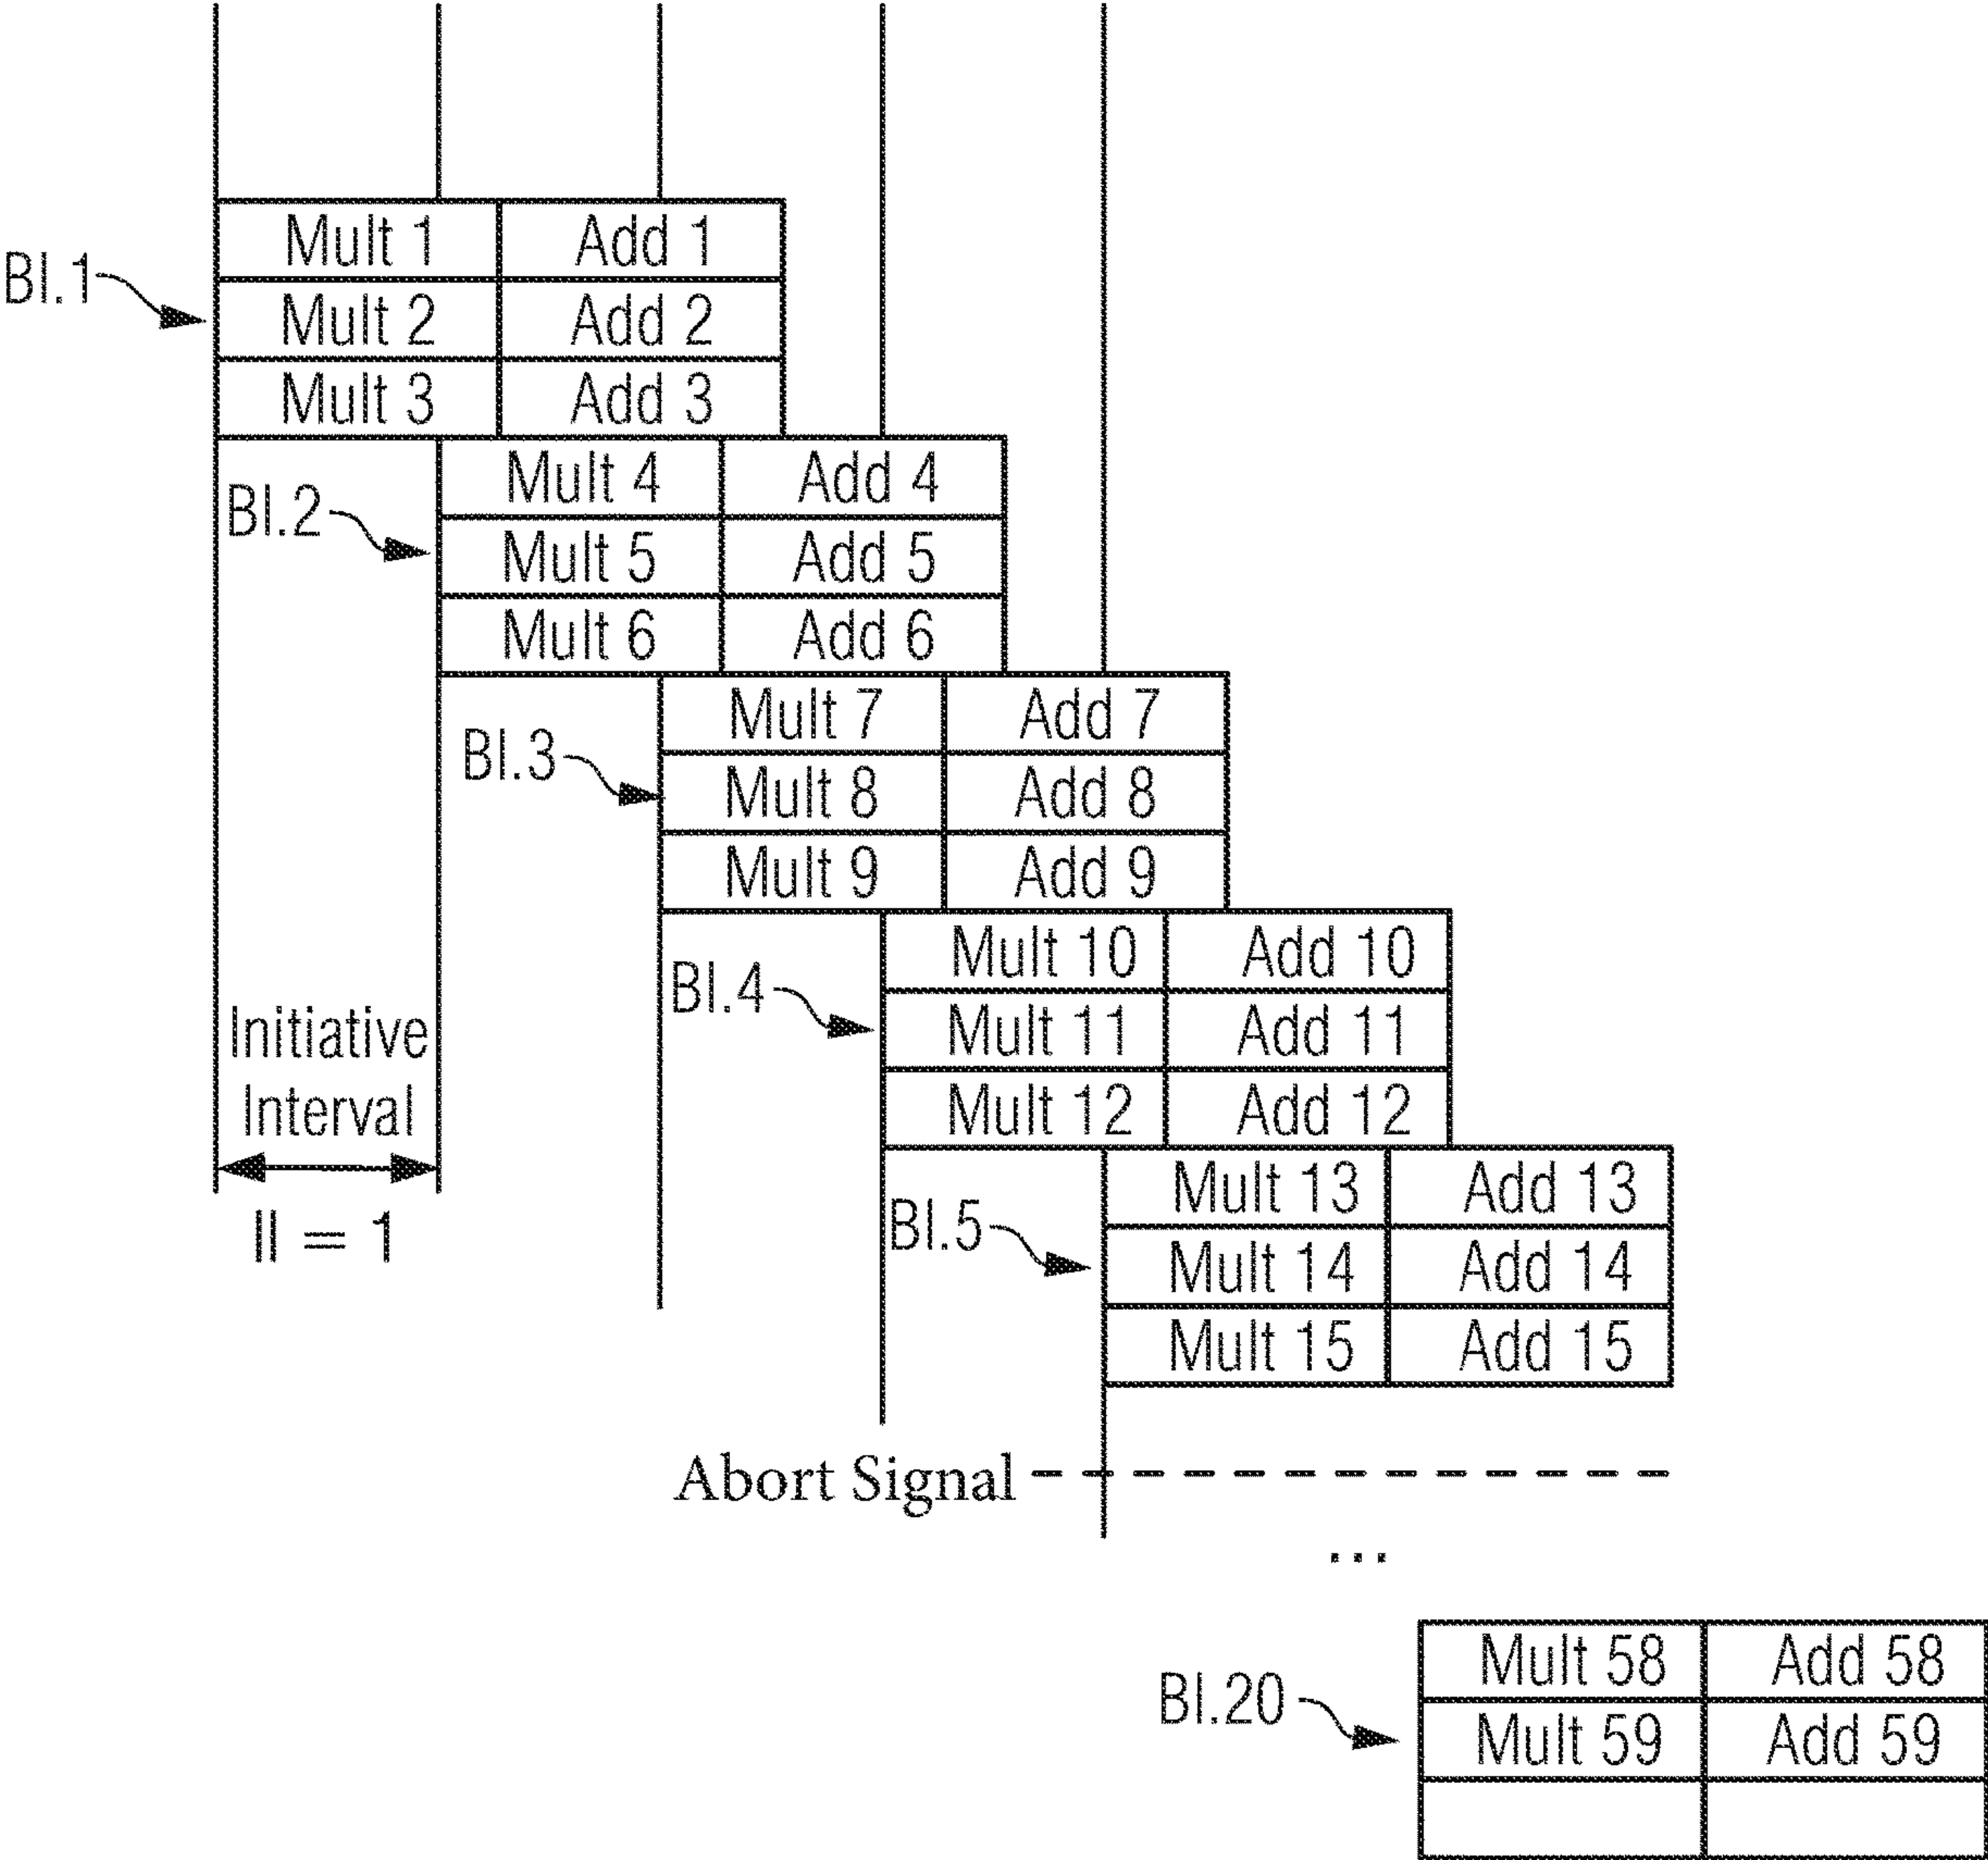 Mult 1 Add 1
Bl.1
Mult 2 Add 2
Mult 3 Add 3
Mult 4 Add 4
Bl.2
Mult 5 Add 5
Mult 6 Add 6
Mult 7 Add 7
Bl.3
Mult 8 Add 8
Mult 9 Add 9
Mult 10 Add 10
Bl.4
Mult 11 Add 11
Mult 12 Add 12
Initiative
Interval
II = 1
Mult 13 Add 13
Bl.5
Mult 14 Add 14
Mult 15 Add 15
Abort Signal
...
Mult 58 Add 58
Bl.20
Mult 59 Add 59